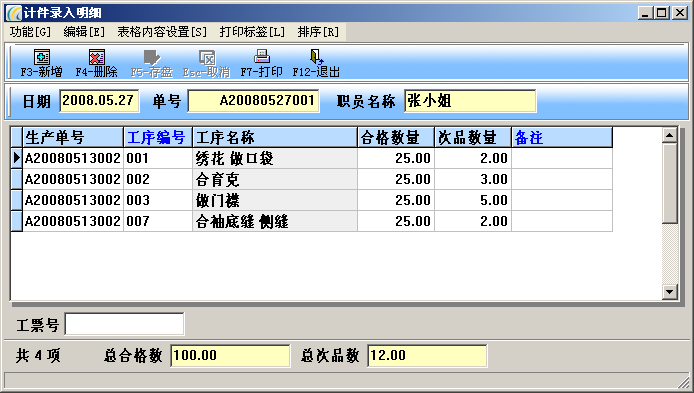 计件录入明细
功能[G] 编辑[E] 表格内容设置[S] 打印标签[L] 排序[R]
F3-新增 F4-删除 F5-存盘 Esc-取消 F7-打印 F12-退出
日期 2008.05.27 单号 A20080527001 职员名称 张小姐
生产单号 工序编号 工序名称 合格数量 次品数量 备注
A20080513002 001 绣花 做口袋 25.00 2.00
A20080513002 002 合育克 25.00 3.00
A20080513002 003 做门襟 25.00 5.00
A20080513002 007 合袖底缝 侧缝 25.00 2.00
工票号
共 4 项 总合格数 100.00 总次品数 12.00